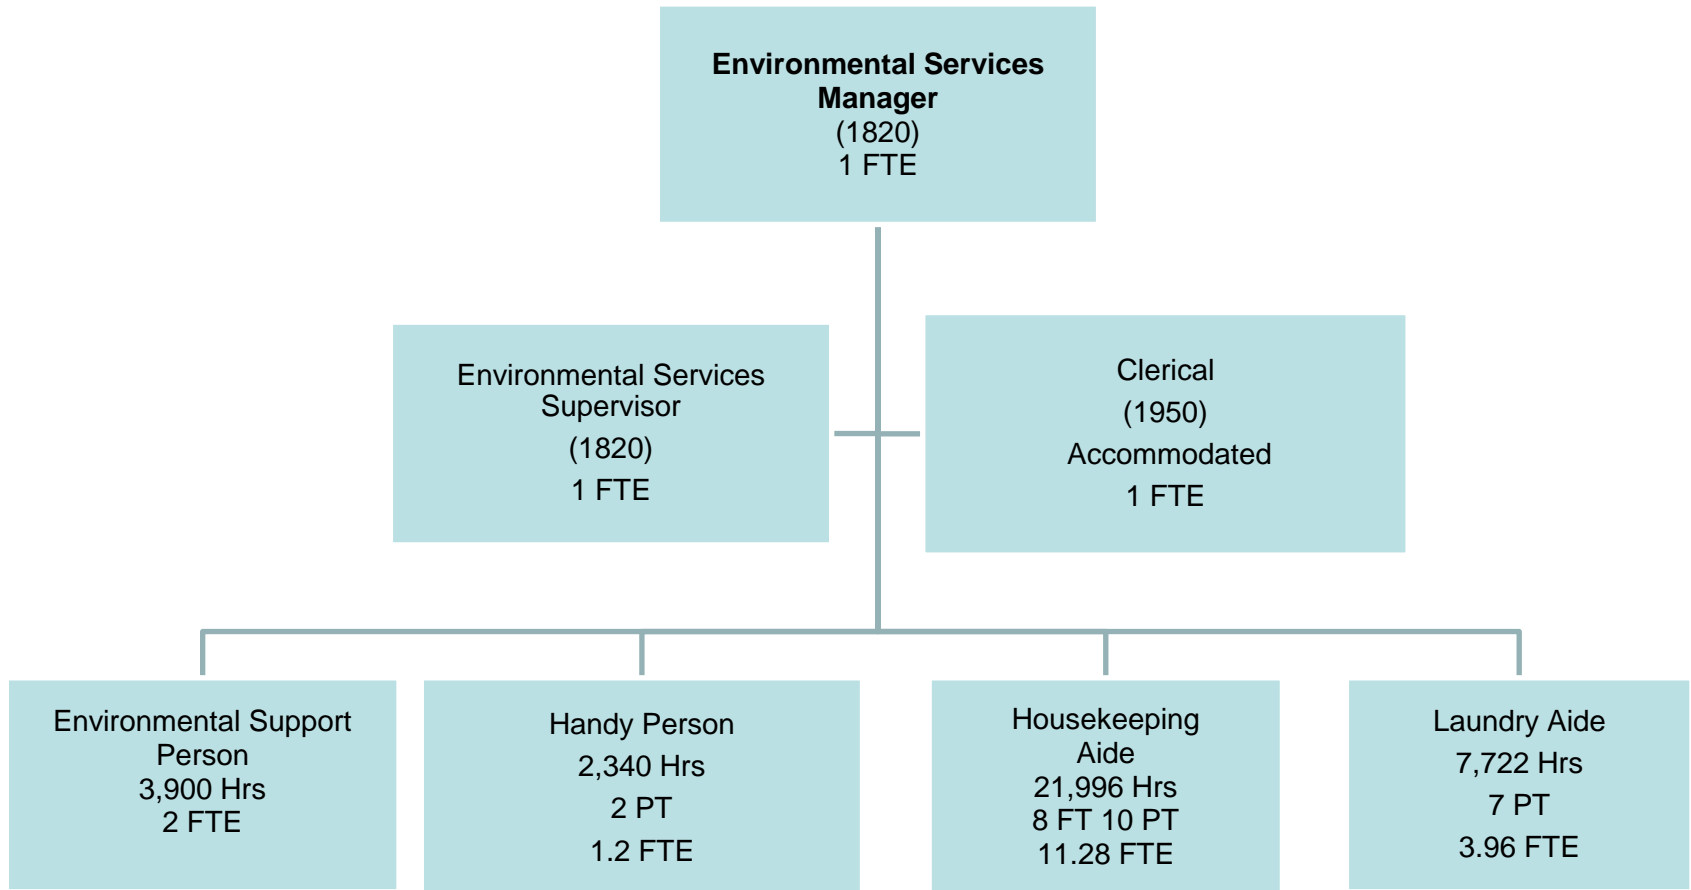 Environmental Services
Manager
(1820)
1 FTE
Environmental Services
Supervisor
(1820)
1 FTE
Clerical
(1950)
Accommodated
1 FTE
Environmental Support
Person
3,900 Hrs
2 FTE
Handy Person
2,340 Hrs
2 PT
1.2 FTE
Housekeeping
Aide
21,996 Hrs
8 FT 10 PT
11.28 FTE
Laundry Aide
7,722 Hrs
7 PT
3.96 FTE